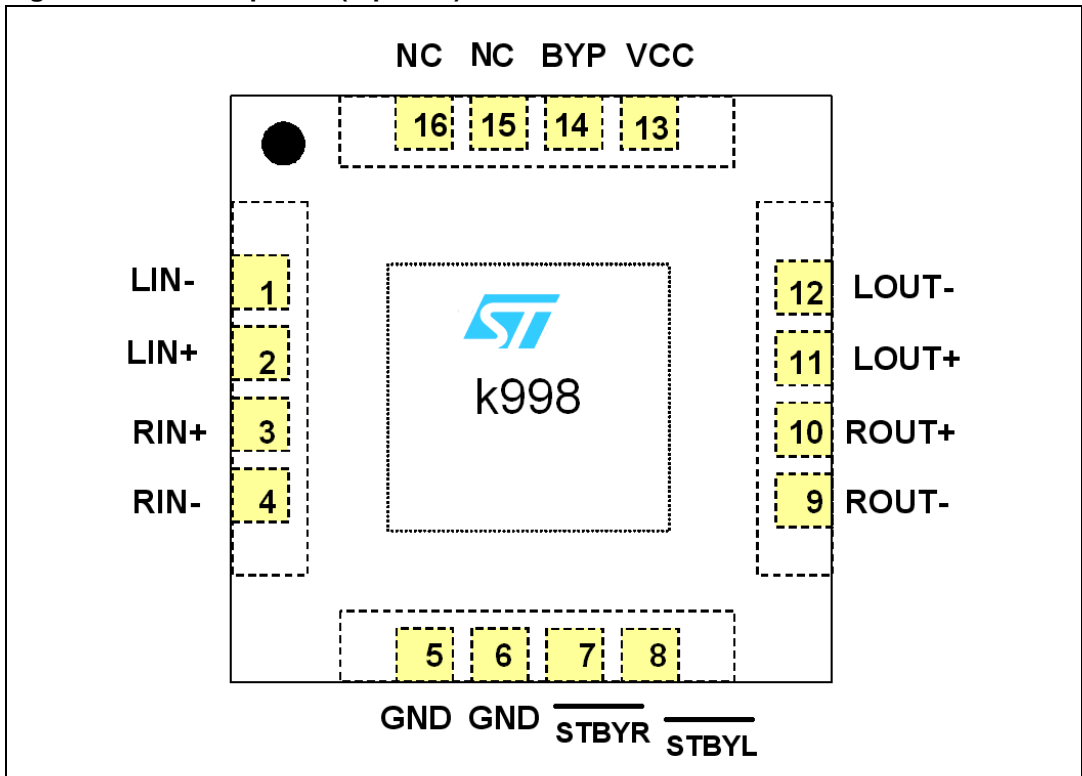 NC NC BYP VCC
16 15 14 13
LIN- 1 12 LOUT-
LIN+ 2 11 LOUT+
RIN+ 3 10 ROUT+
RIN- 4 9 ROUT-
ST
k998
5 6 7 8
GND GND STBYR STBYL